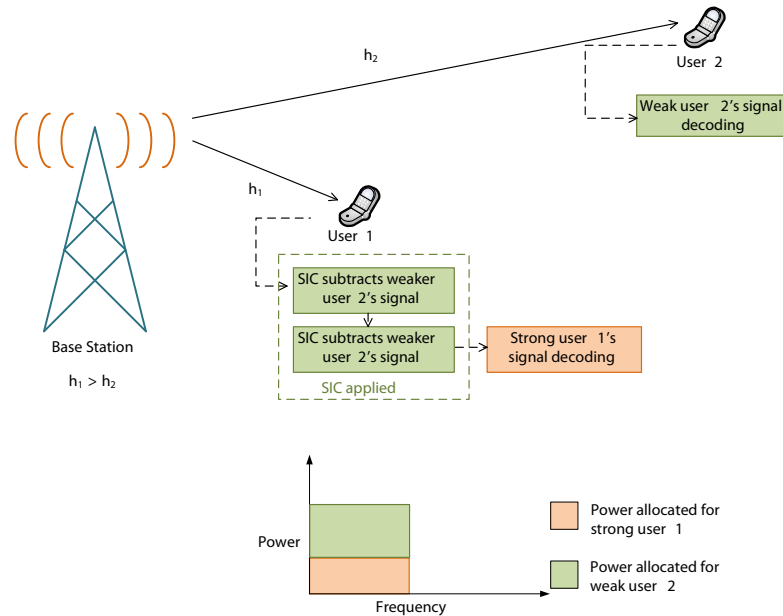 h₂
User 2
Weak user 2's signal
decoding
h₁
User 1
SIC subtracts weaker
user 2's signal
SIC subtracts weaker
user 2's signal
Strong user 1's
signal decoding
SIC applied
Base Station
h₁ > h₂
Power
Frequency
Power allocated for
strong user 1
Power allocated for
weak user 2